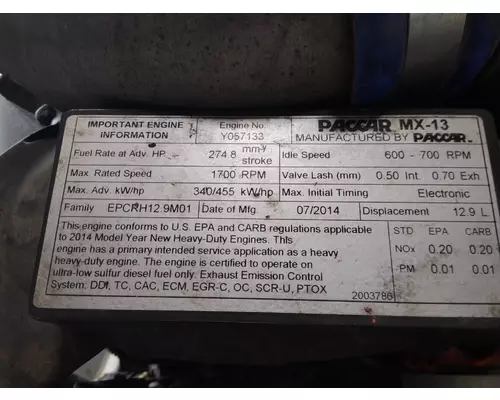 IMPORTANT ENGINE INFORMATION
Engine No. Y057133
PACCAR MX-13
MANUFACTURED BY PACCAR
Fuel Rate at Adv. HP 274.8 mm³/stroke
Idle Speed 600 - 700 RPM
Max. Rated Speed 1700 RPM
Valve Lash (mm) 0.50 Int. 0.70 Exh
Max. Adv. kW/hp 340/455 kW/hp
Max. Initial Timing Electronic
Family EPCRH12.9M01
Date of Mfg. 07/2014
Displacement 12.9 L
This engine conforms to U.S. EPA and CARB regulations applicable
to 2014 Model Year New Heavy-Duty Engines. This
engine has a primary intended service application as a heavy
heavy-duty engine. The engine is certified to operate on
ultra-low sulfur diesel fuel only. Exhaust Emission Control
System: DDI, TC, CAC, ECM, EGR-C, OC, SCR-U, PTOX
2003786
STD EPA CARB
NOx 0.20 0.20
PM 0.01 0.01